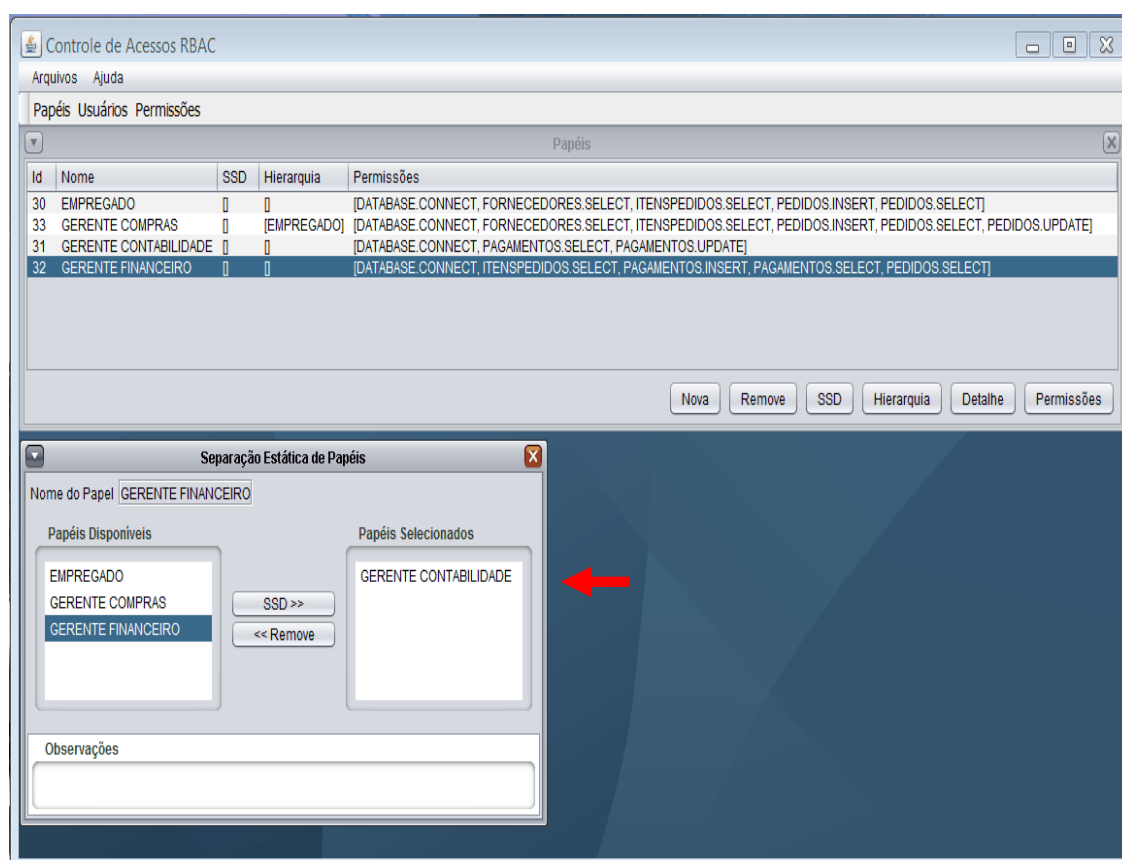 Controle de Acessos RBAC
Arquivos Ajuda
Papéis Usuários Permissões
Papéis
Id Nome SSD Hierarquia Permissões
30 EMPREGADO [] [] [DATABASE.CONNECT, FORNECEDORES.SELECT, ITENSPEDIDOS.SELECT, PEDIDOS.INSERT, PEDIDOS.SELECT]
33 GERENTE COMPRAS [] [EMPREGADO] [DATABASE.CONNECT, FORNECEDORES.SELECT, ITENSPEDIDOS.SELECT, PEDIDOS.INSERT, PEDIDOS.SELECT, PEDIDOS.UPDATE]
31 GERENTE CONTABILIDADE [] [] [DATABASE.CONNECT, PAGAMENTOS.SELECT, PAGAMENTOS.UPDATE]
32 GERENTE FINANCEIRO [] [] [DATABASE.CONNECT, ITENSPEDIDOS.SELECT, PAGAMENTOS.INSERT, PAGAMENTOS.SELECT, PEDIDOS.SELECT]
Nova Remove SSD Hierarquia Detalhe Permissões
Separação Estática de Papéis
Nome do Papel GERENTE FINANCEIRO
Papéis Disponíveis Papéis Selecionados
EMPREGADO GERENTE CONTABILIDADE
GERENTE COMPRAS SSD >>
GERENTE FINANCEIRO << Remove
Observações